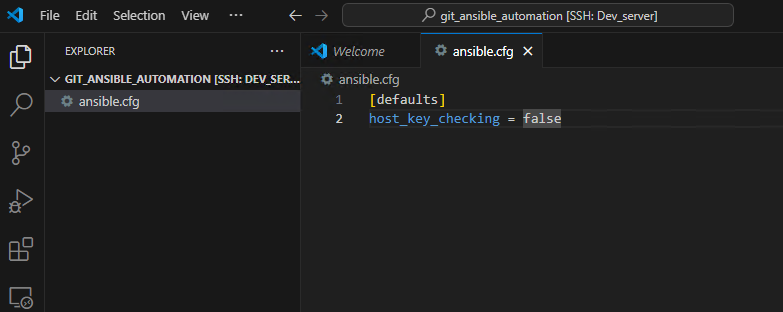 File Edit Selection View ··· git_ansible_automation [SSH: Dev_server]
EXPLORER ···
GIT_ANSIBLE_AUTOMATION [SSH: DEV_SER...
ansible.cfg
Welcome ansible.cfg
ansible.cfg
1 [defaults]
2 host_key_checking = false